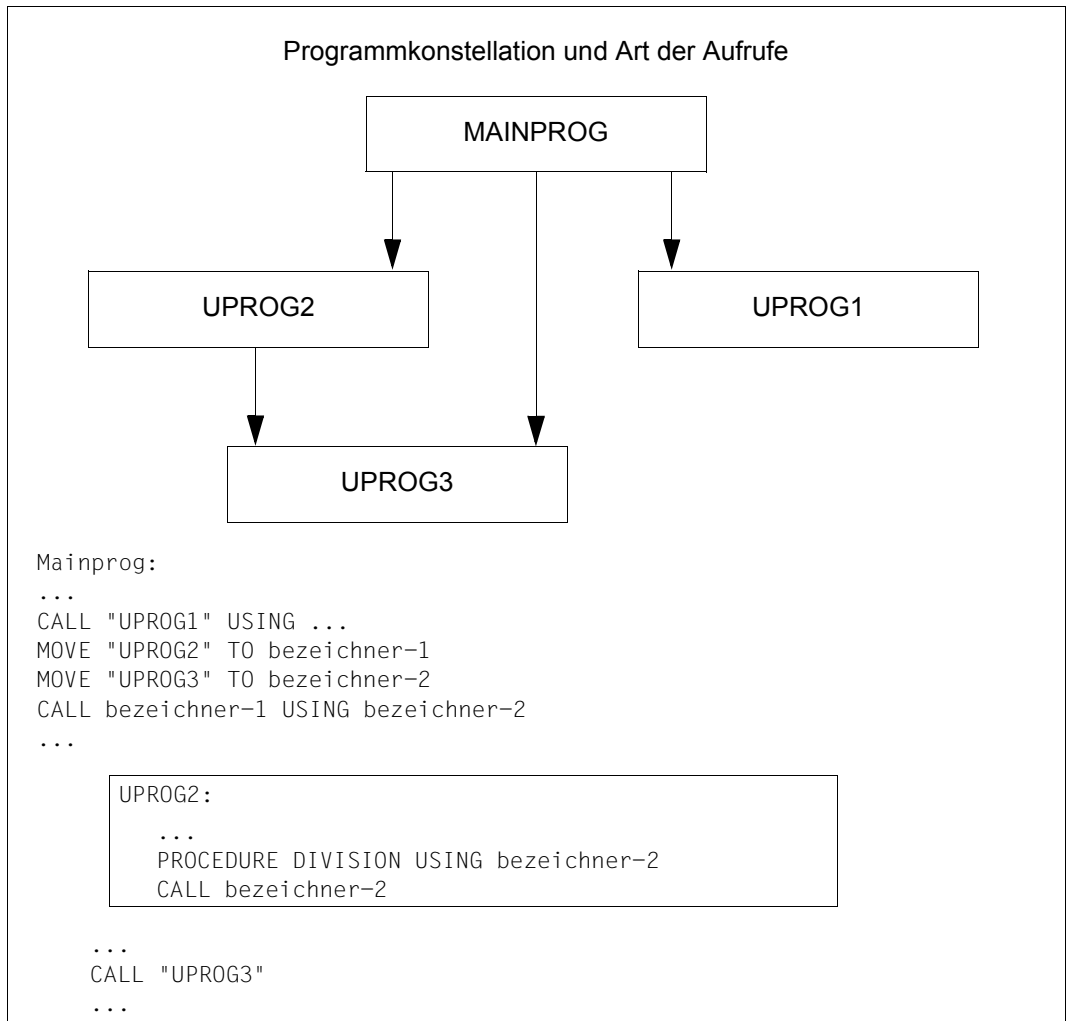 Programmkonstellation und Art der Aufrufe
MAINPROG
UPROG2
UPROG1
UPROG3
Mainprog:
...
CALL "UPROG1" USING ...
MOVE "UPROG2" TO bezeichner-1
MOVE "UPROG3" TO bezeichner-2
CALL bezeichner-1 USING bezeichner-2
...
UPROG2:
...
PROCEDURE DIVISION USING bezeichner-2
CALL bezeichner-2
...
CALL "UPROG3"
...